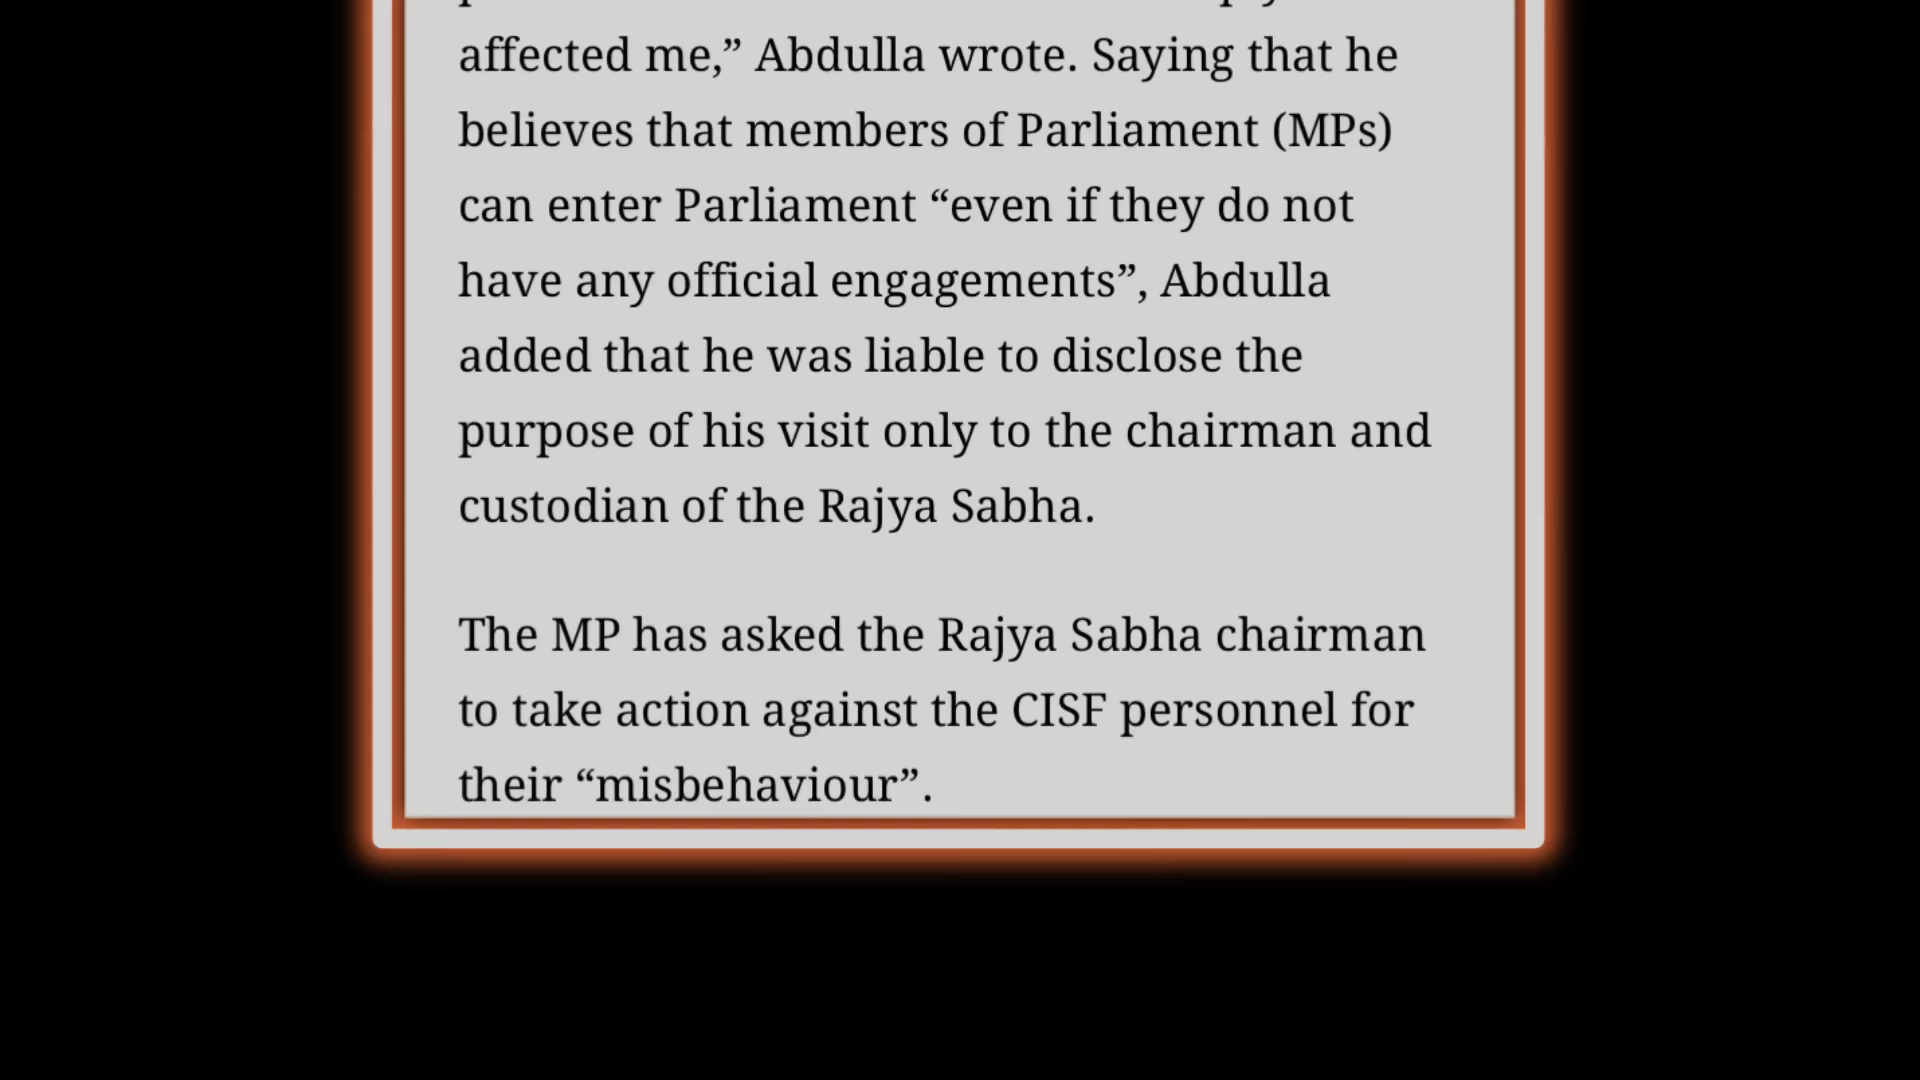 affected me,” Abdulla wrote. Saying that he
believes that members of Parliament (MPs)
can enter Parliament “even if they do not
have any official engagements”, Abdulla
added that he was liable to disclose the
purpose of his visit only to the chairman and
custodian of the Rajya Sabha.
The MP has asked the Rajya Sabha chairman
to take action against the CISF personnel for
their “misbehaviour”.